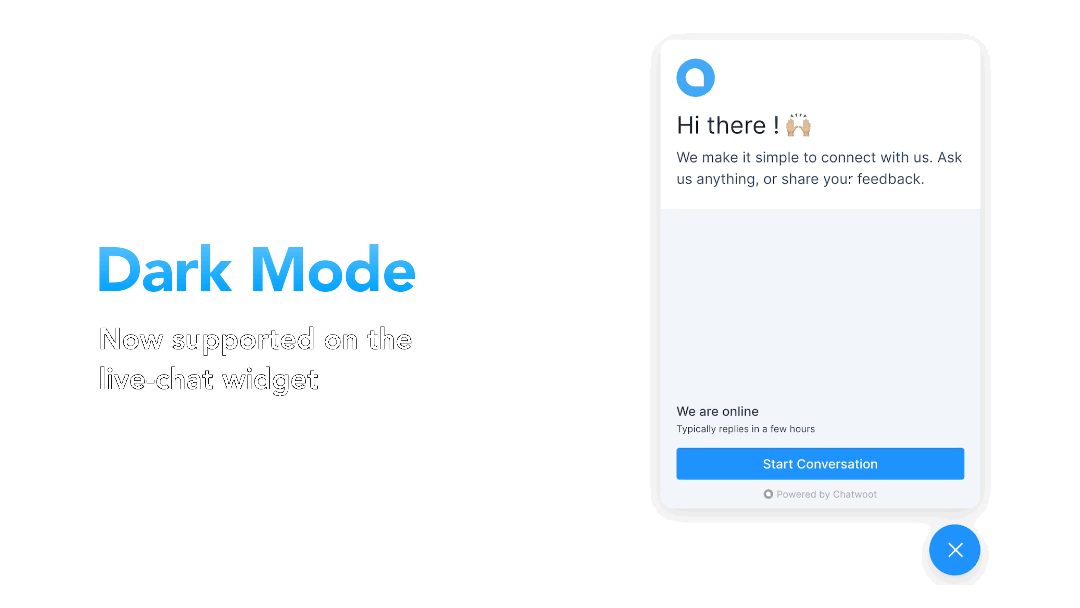 Dark Mode
Now supported on the
live-chat widget
Hi there ! 🙌🏼
We make it simple to connect with us. Ask
us anything, or share your feedback.
We are online
Typically replies in a few hours
Start Conversation
Powered by Chatwoot